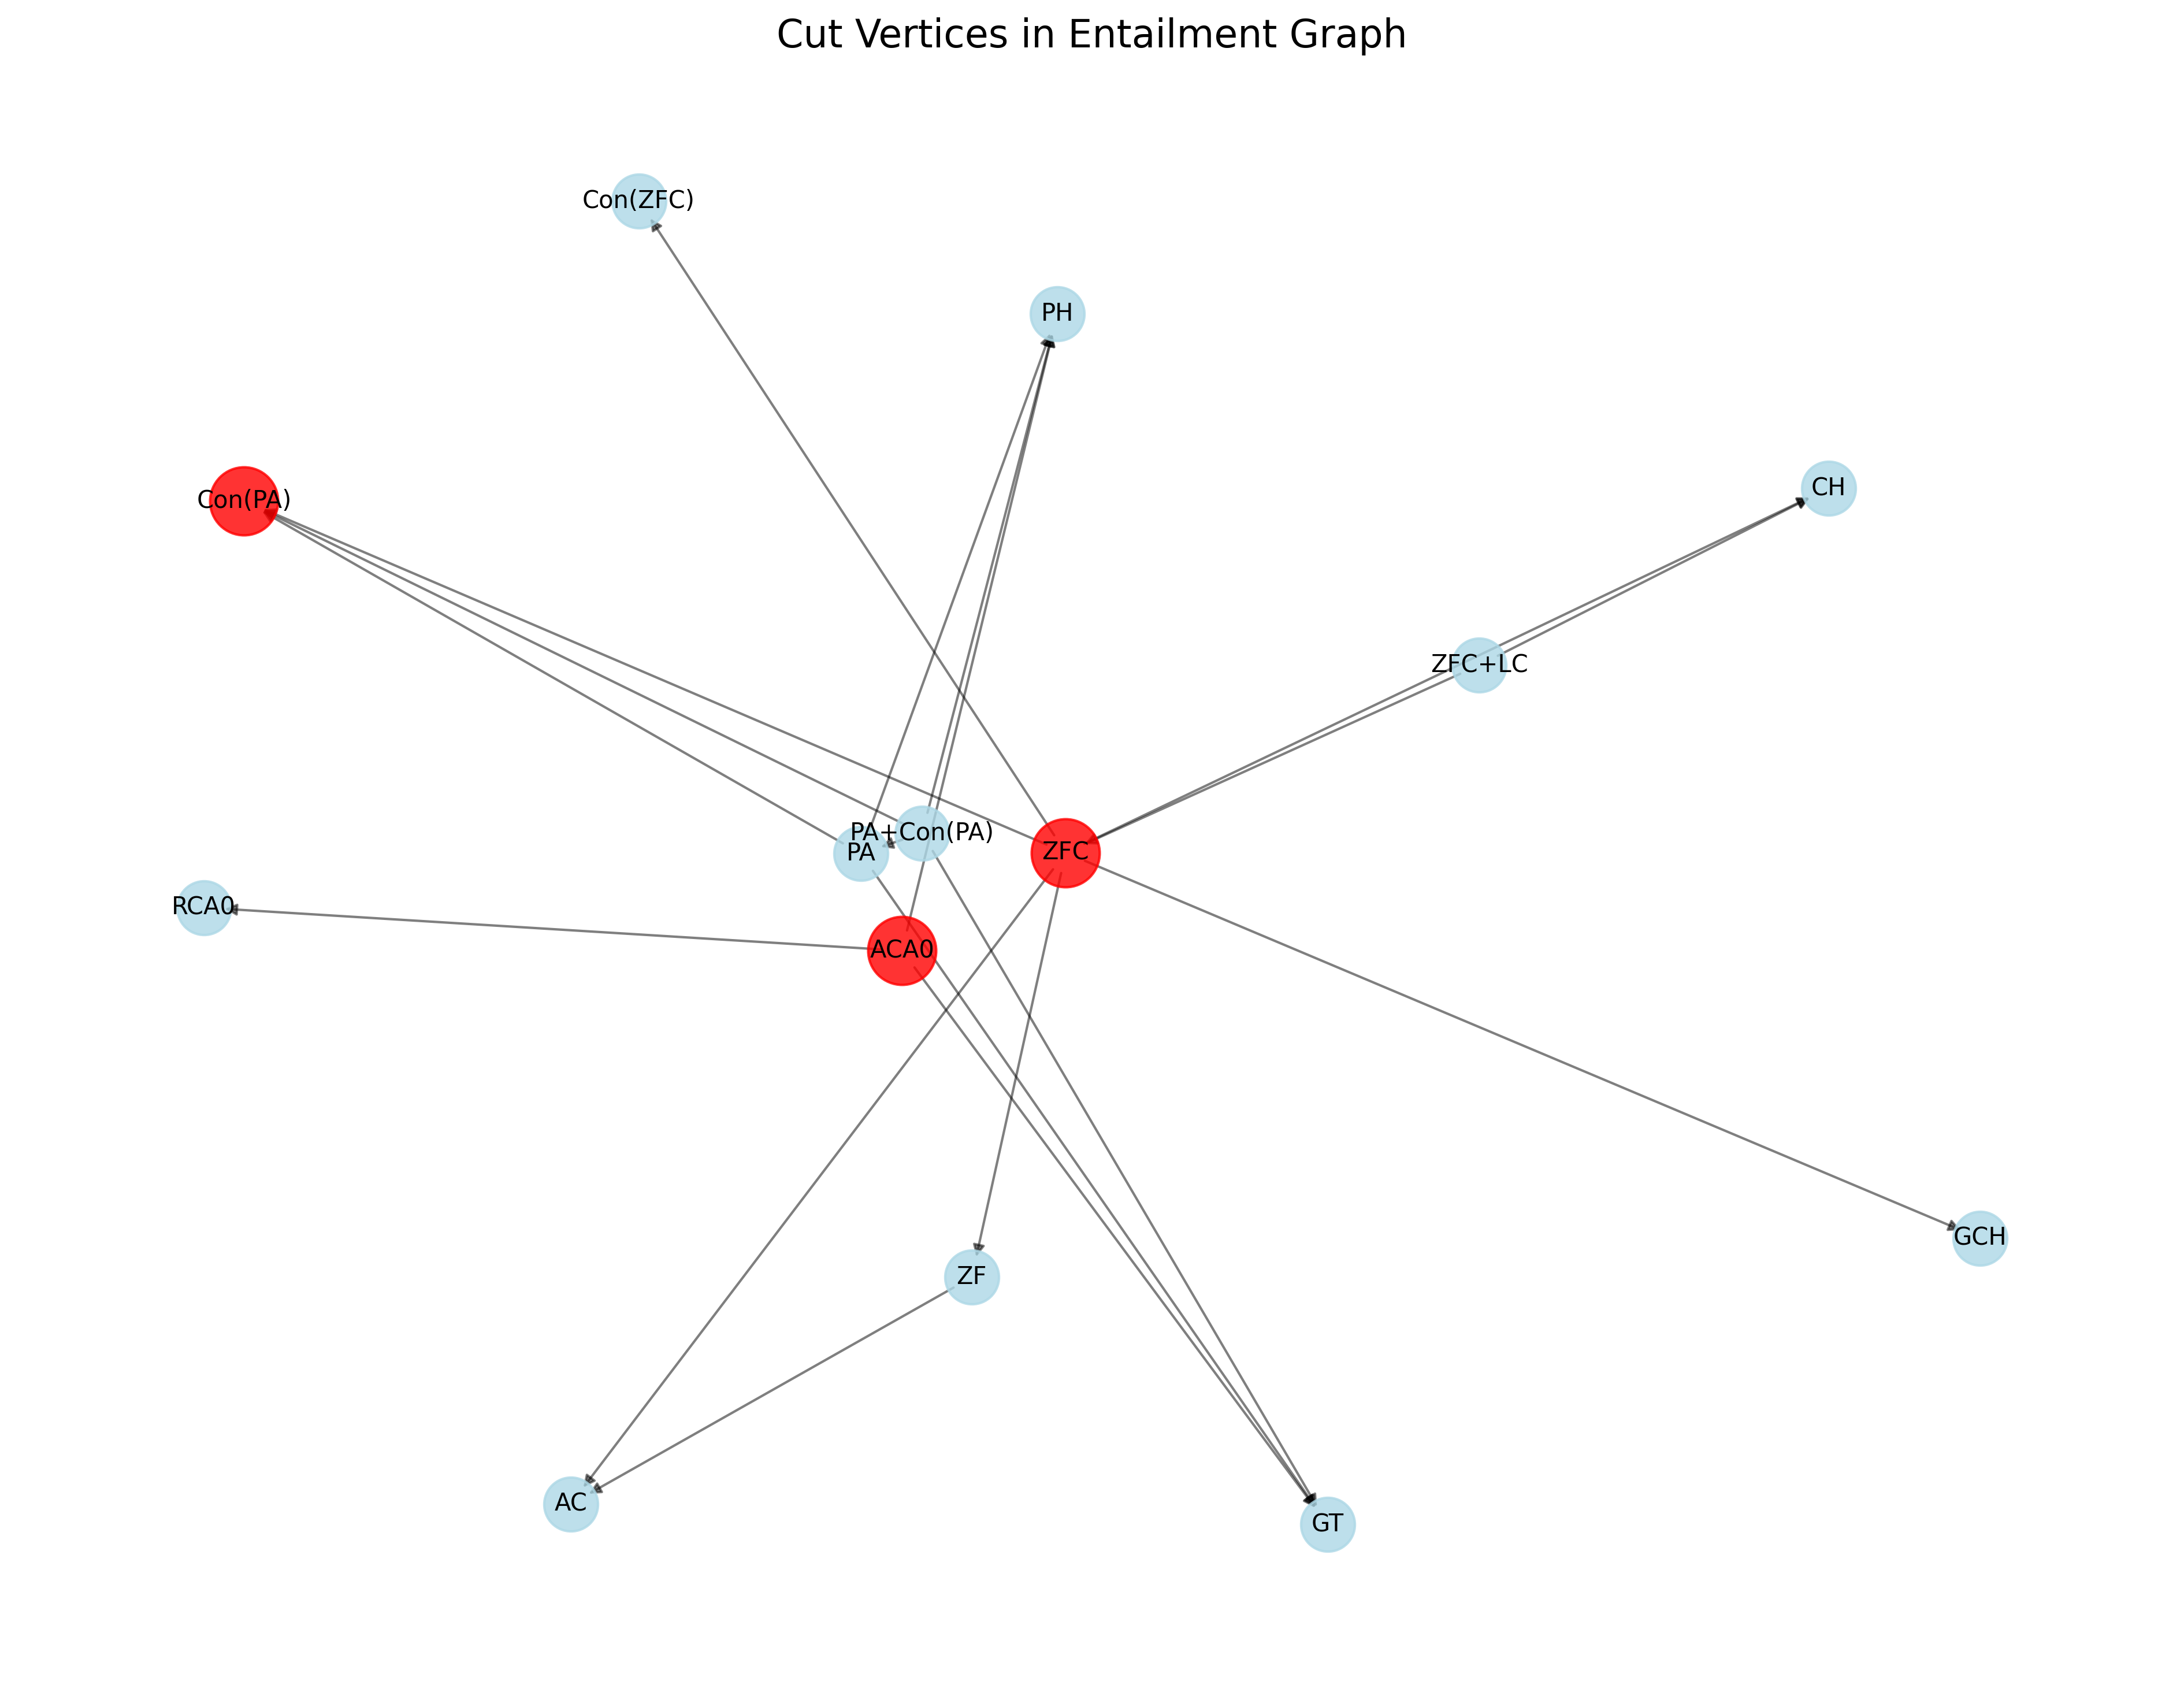 Cut Vertices in Entailment Graph
Con(ZFC)
PH
CH
Con(PA)
ZFC+LC
PA+Con(PA)
PA
ZFC
RCA0
ACA0
GCH
ZF
AC
GT